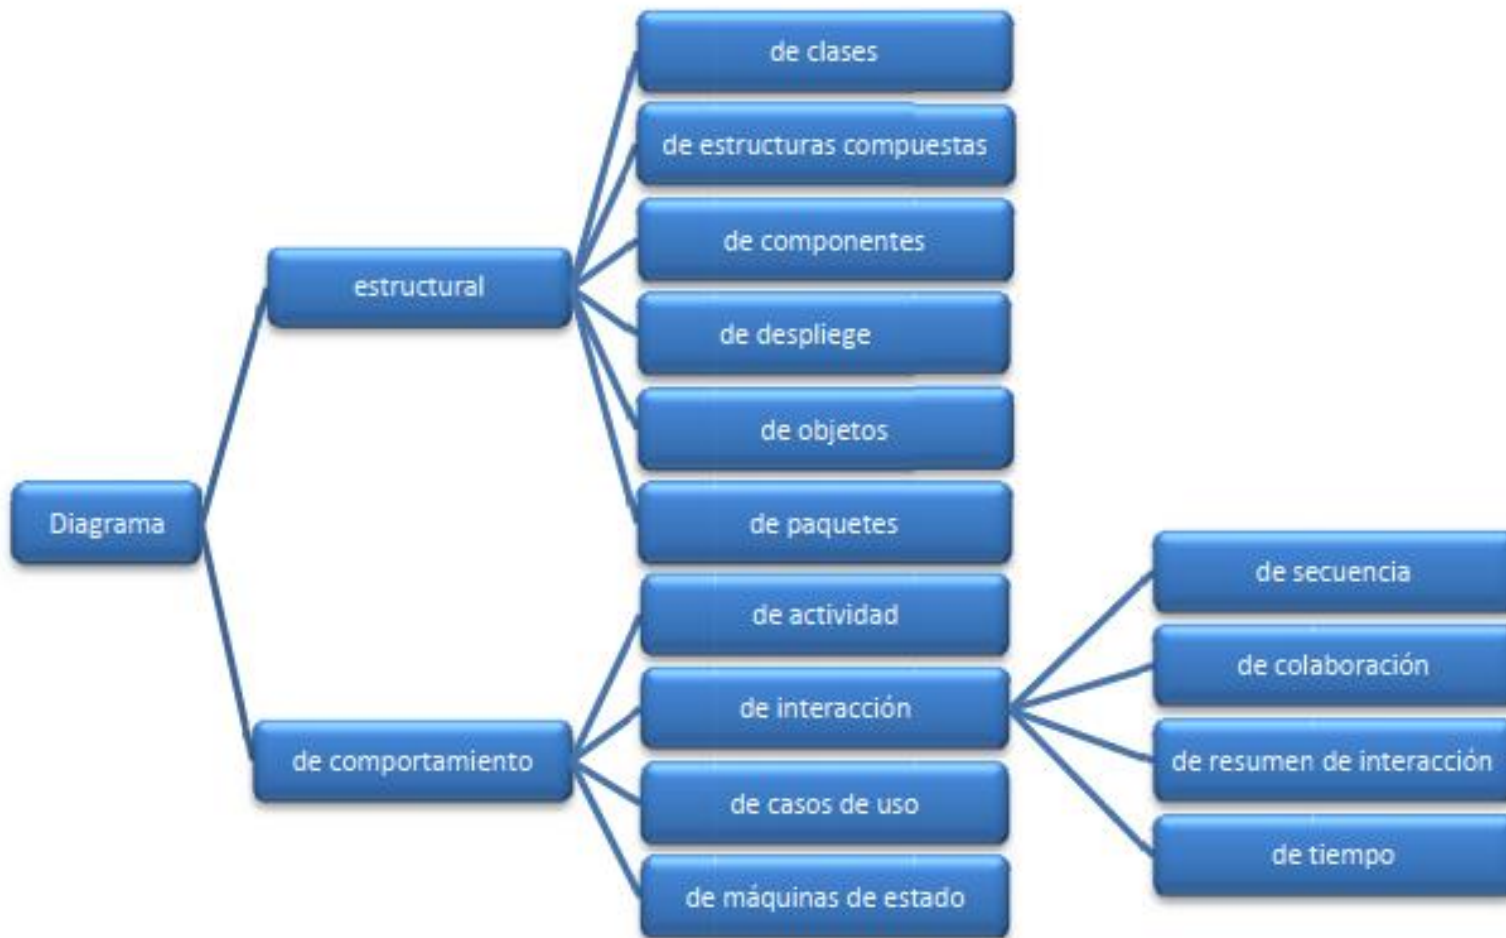 Diagrama
estructural
de clases
de estructuras compuestas
de componentes
de despliege
de objetos
de paquetes
de comportamiento
de actividad
de interacción
de secuencia
de colaboración
de resumen de interacción
de tiempo
de casos de uso
de máquinas de estado